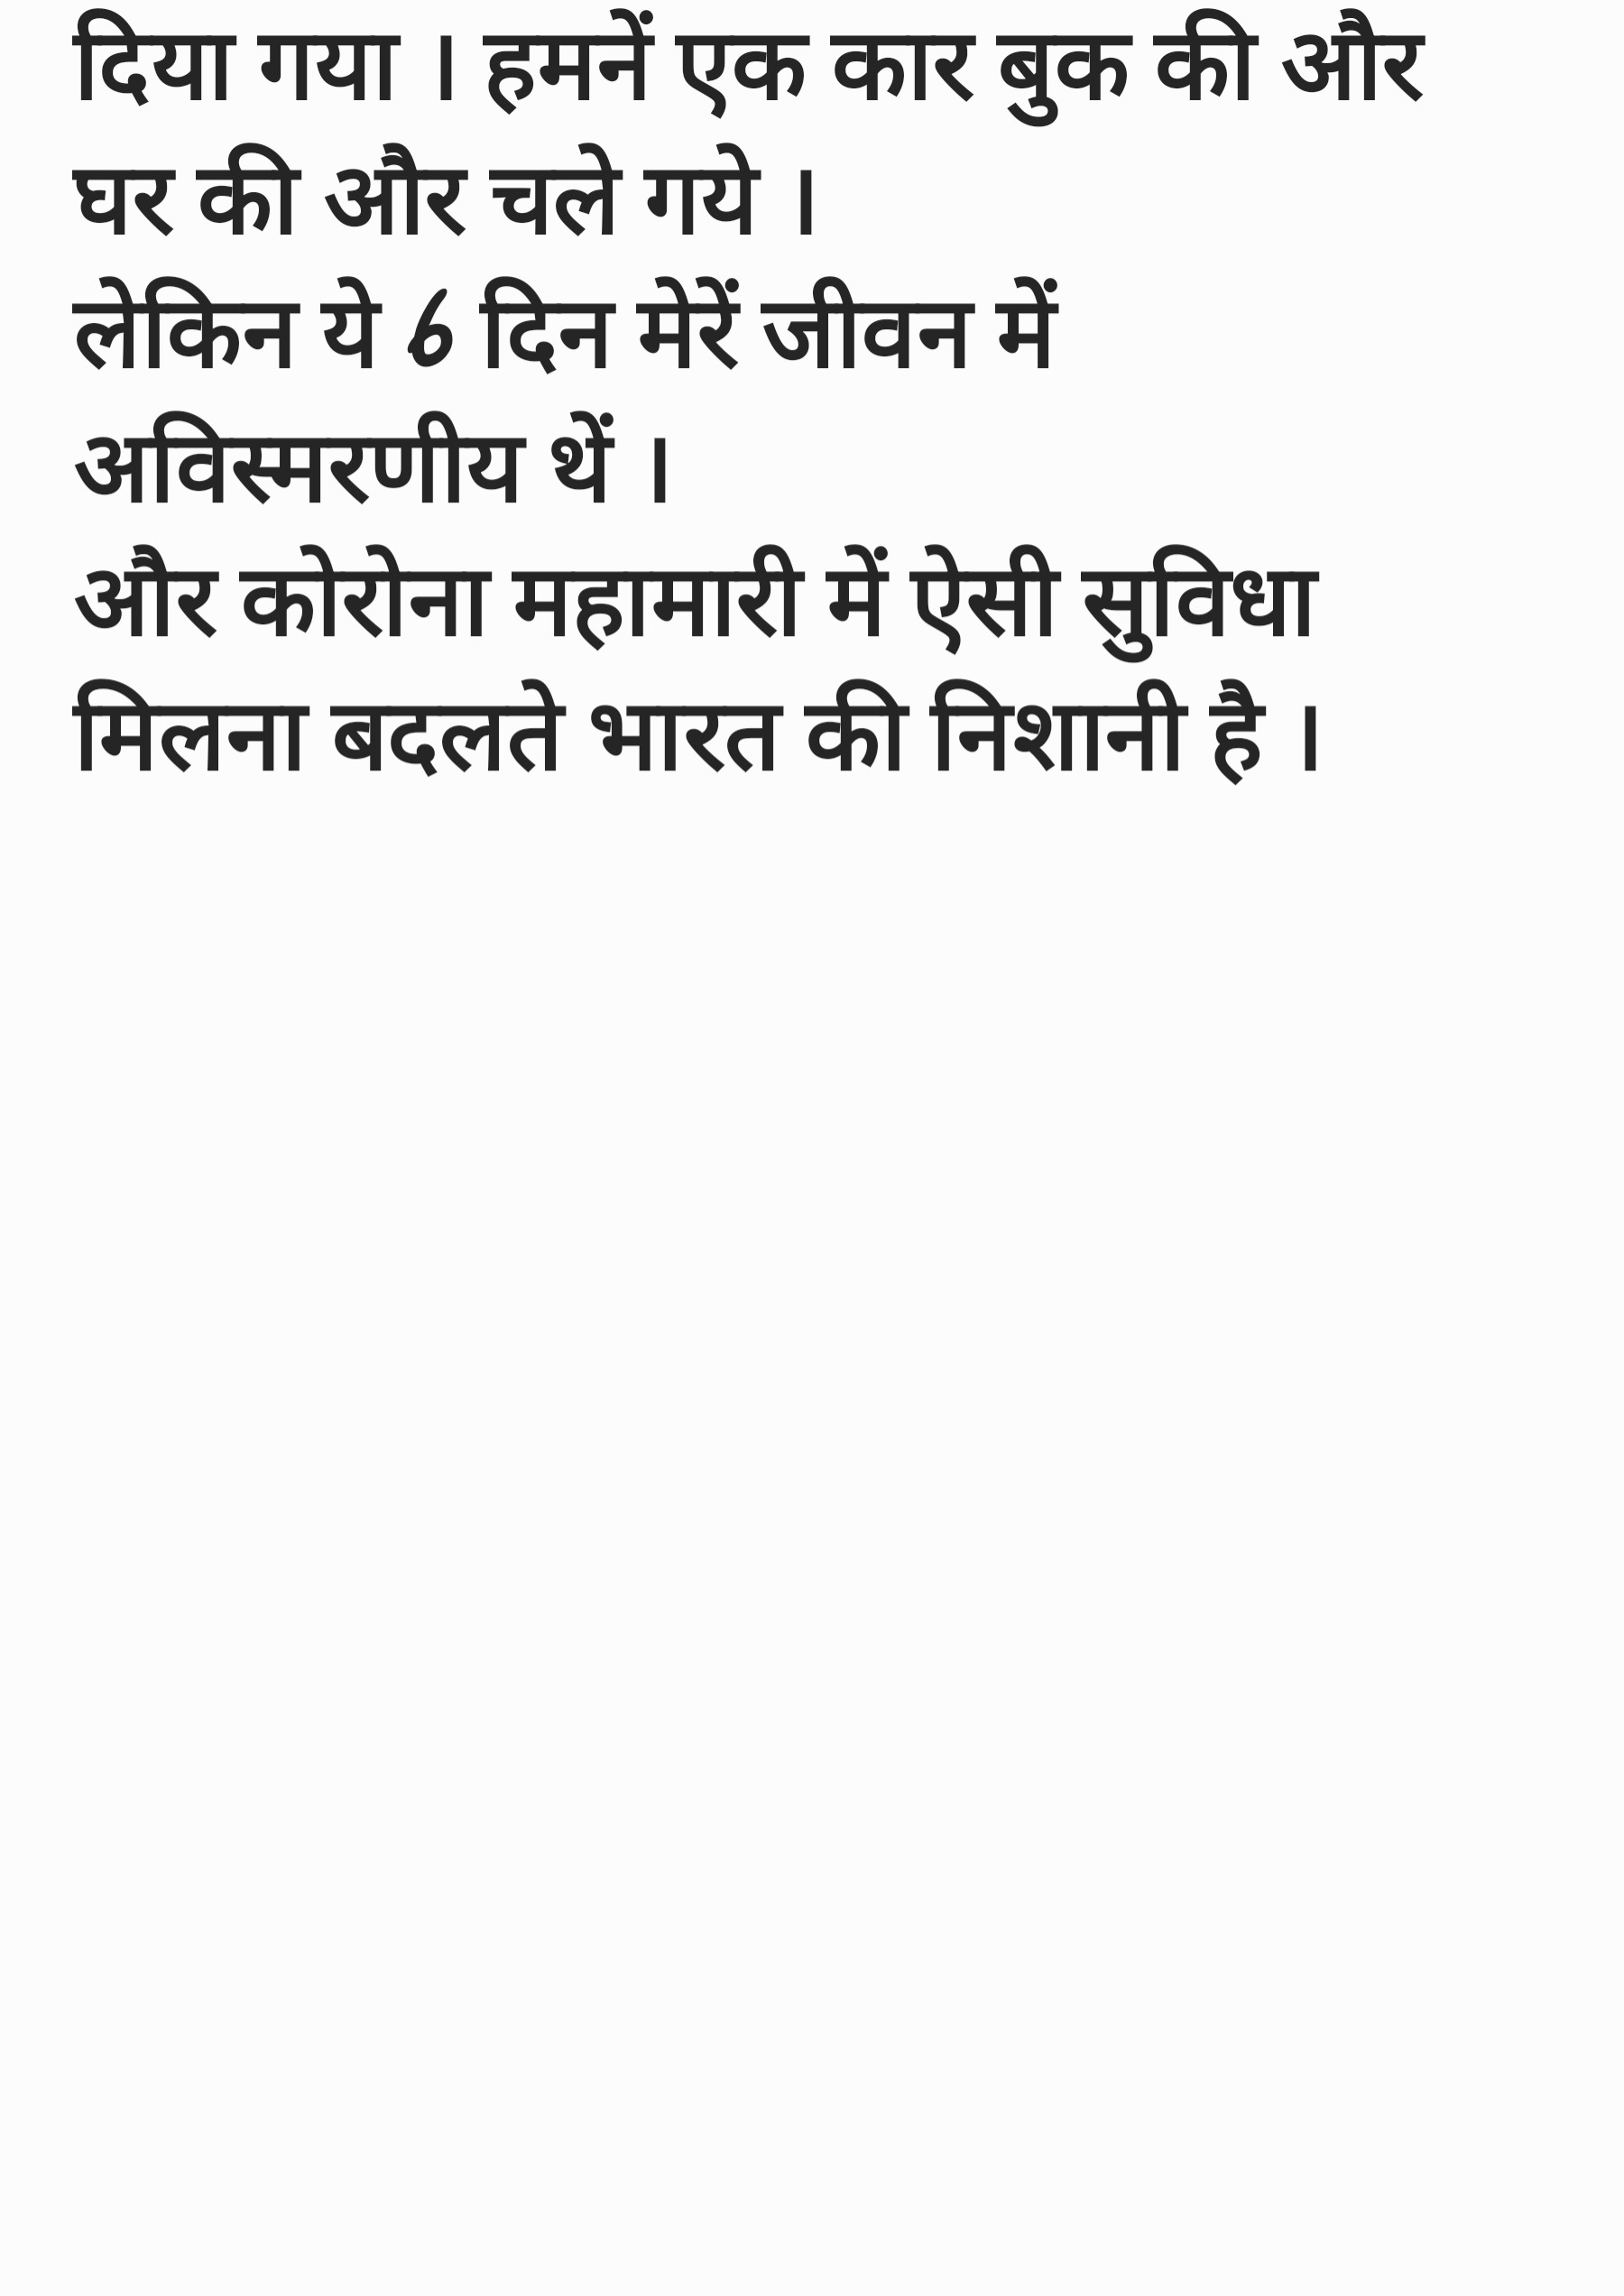 दिया गया । हमनें एक कार बुक की और
घर की और चले गये ।
लेकिन ये 6 दिन मेरें जीवन में
अविस्मरणीय थें ।
और कोरोना महामारी में ऐसी सुविधा
मिलना बदलते भारत की निशानी है ।